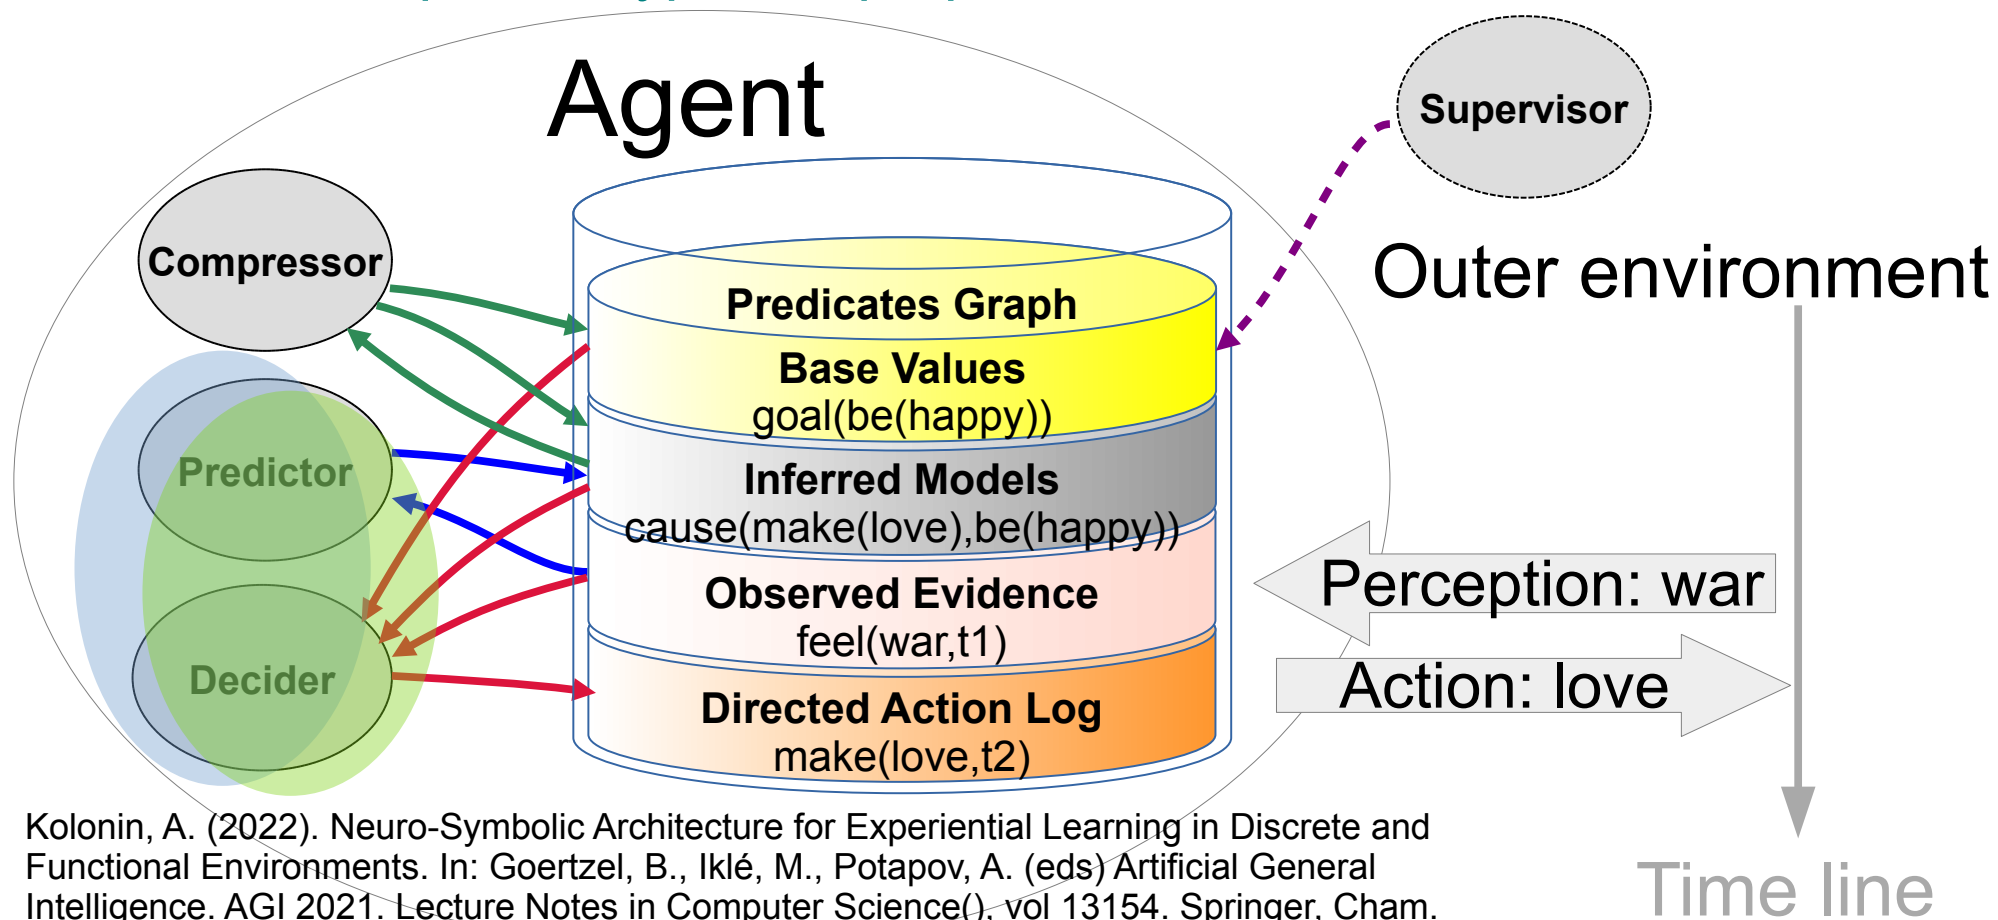 Agent
Supervisor
Compressor
Outer environment
Predicates Graph
Base Values
goal(be(happy))
Predictor
Inferred Models
cause(make(love),be(happy))
Observed Evidence
feel(war,t1)
Perception: war
Decider
Action: love
Directed Action Log
make(love,t2)
Kolonin, A. (2022). Neuro-Symbolic Architecture for Experiential Learning in Discrete and
Functional Environments. In: Goertzel, B., Iklé, M., Potapov, A. (eds) Artificial General
Intelligence. AGI 2021. Lecture Notes in Computer Science(), vol 13154. Springer, Cham.
Time line